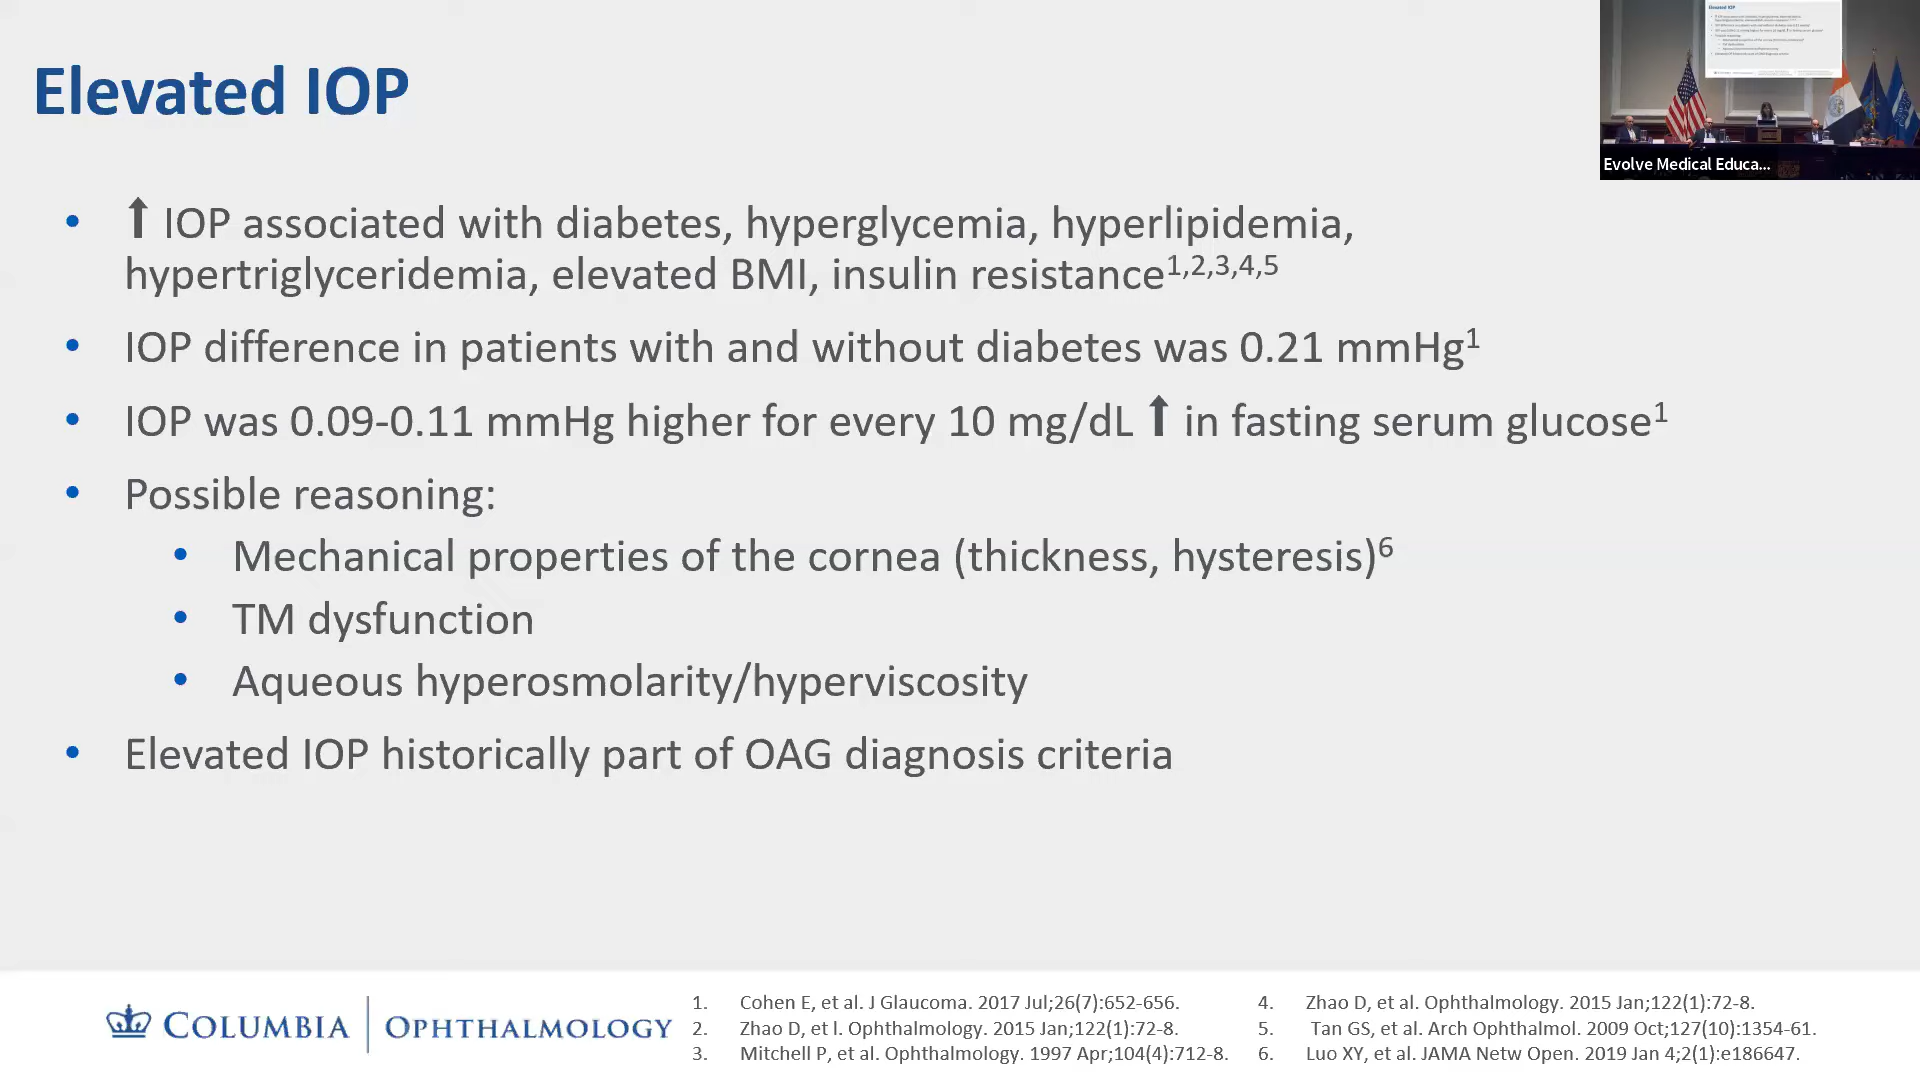 Elevated IOP
Evolve Medical Educa...
• ⬆ IOP associated with diabetes, hyperglycemia, hyperlipidemia,
hypertriglyceridemia, elevated BMI, insulin resistance1,2,3,4,5
• IOP difference in patients with and without diabetes was 0.21 mmHg1
• IOP was 0.09-0.11 mmHg higher for every 10 mg/dL ⬆ in fasting serum glucose1
• Possible reasoning:
• Mechanical properties of the cornea (thickness, hysteresis)6
• TM dysfunction
• Aqueous hyperosmolarity/hyperviscosity
• Elevated IOP historically part of OAG diagnosis criteria
COLUMBIA | OPHTHALMOLOGY
1. Cohen E, et al. J Glaucoma. 2017 Jul;26(7):652-656.
2. Zhao D, et l. Ophthalmology. 2015 Jan;122(1):72-8.
3. Mitchell P, et al. Ophthalmology. 1997 Apr;104(4):712-8.
4. Zhao D, et al. Ophthalmology. 2015 Jan;122(1):72-8.
5. Tan GS, et al. Arch Ophthalmol. 2009 Oct;127(10):1354-61.
6. Luo XY, et al. JAMA Netw Open. 2019 Jan 4;2(1):e186647.